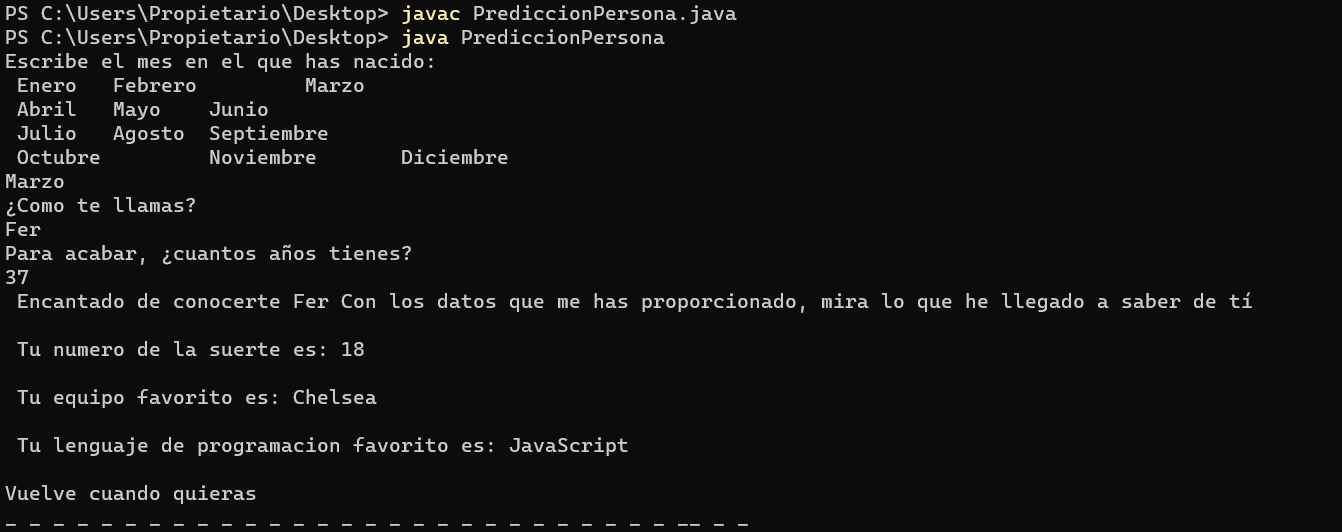 PS C:\Users\Propietario\Desktop> javac PrediccionPersona.java
PS C:\Users\Propietario\Desktop> java PrediccionPersona
Escribe el mes en el que has nacido:
 Enero   Febrero         Marzo
 Abril   Mayo    Junio
 Julio   Agosto  Septiembre
 Octubre         Noviembre       Diciembre
Marzo
¿Como te llamas?
Fer
Para acabar, ¿cuantos años tienes?
37
 Encantado de conocerte Fer Con los datos que me has proporcionado, mira lo que he llegado a saber de tí
 Tu numero de la suerte es: 18
 Tu equipo favorito es: Chelsea
 Tu lenguaje de programacion favorito es: JavaScript
Vuelve cuando quieras
_ _ _ _ _ _ _ _ _ _ _ _ _ _ _ _ _ _ _ _ _ _ _ _ _ _ _ _ __ _ _